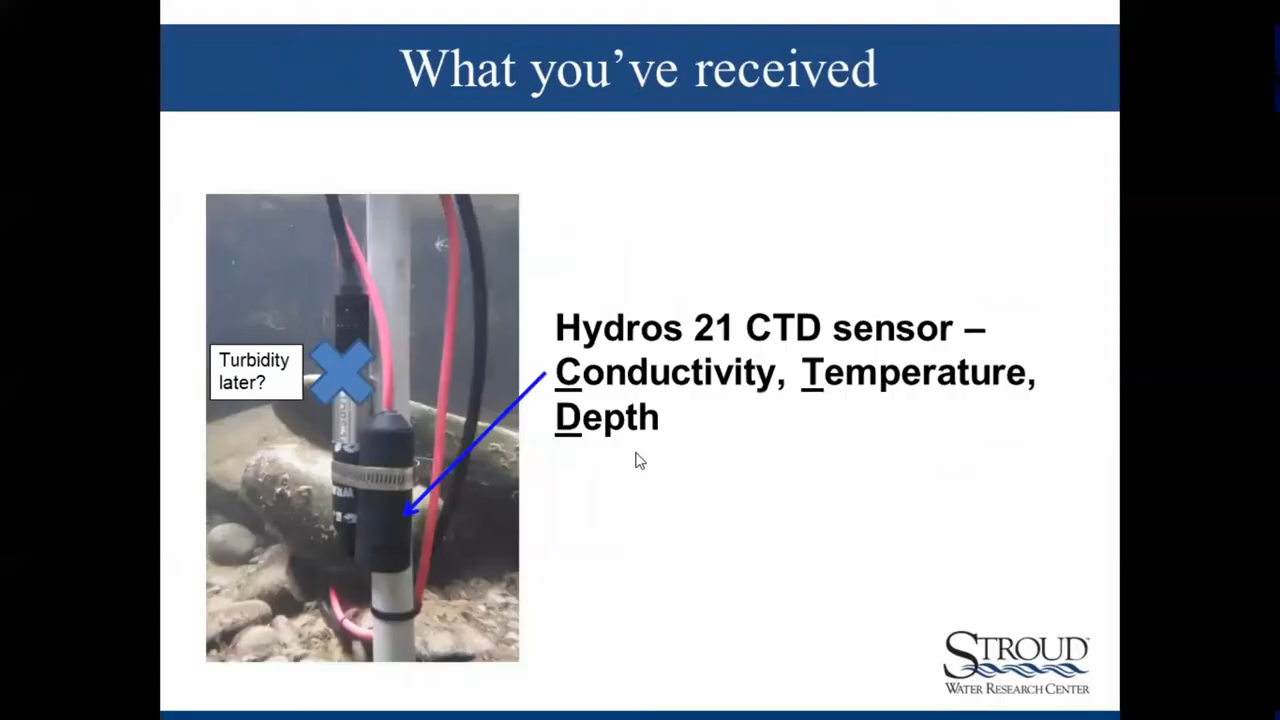 What you’ve received
Turbidity
later?
Hydros 21 CTD sensor –
Conductivity, Temperature,
Depth
STROUD
WATER RESEARCH CENTER